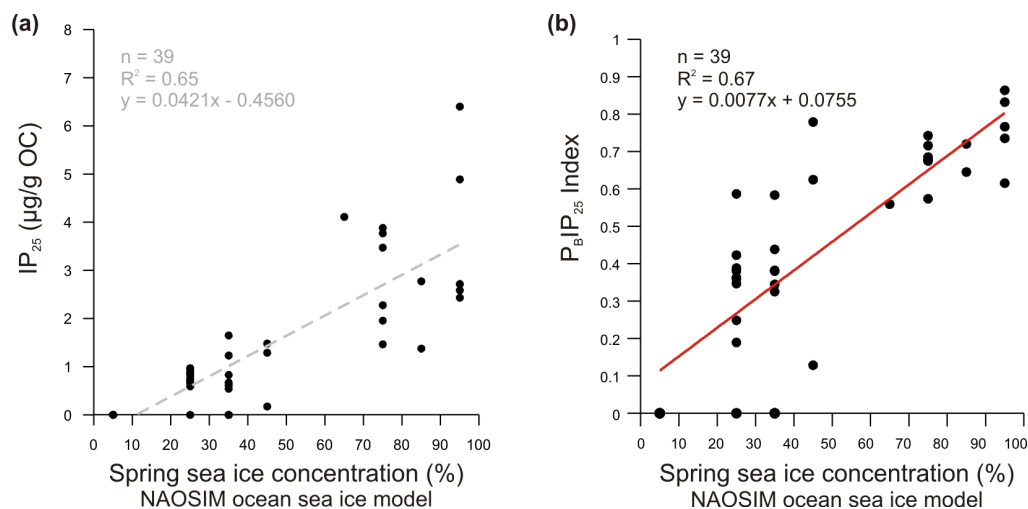 (a)
n = 39
R² = 0.65
y = 0.0421x - 0.4560
IP₂₅ (µg/g OC)
8
7
6
5
4
3
2
1
0
0 10 20 30 40 50 60 70 80 90 100
Spring sea ice concentration (%)
NAOSIM ocean sea ice model
(b)
n = 39
R² = 0.67
y = 0.0077x + 0.0755
P_BIP₂₅ Index
1
0.9
0.8
0.7
0.6
0.5
0.4
0.3
0.2
0.1
0
0 10 20 30 40 50 60 70 80 90 100
Spring sea ice concentration (%)
NAOSIM ocean sea ice model